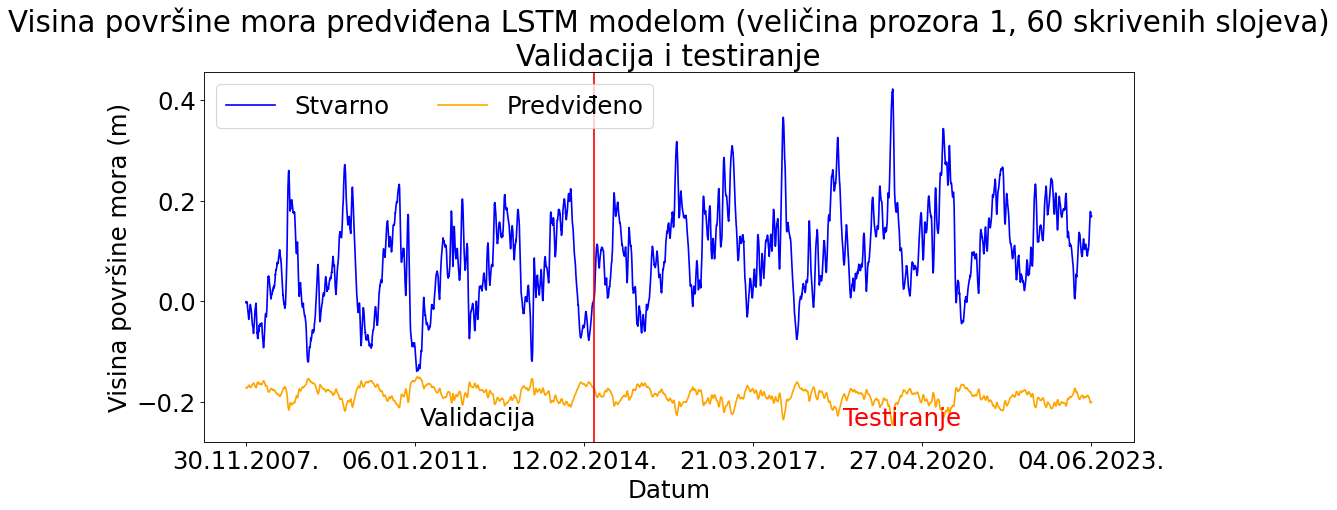 Visina površine mora predviđena LSTM modelom (veličina prozora 1, 60 skrivenih slojeva)
Validacija i testiranje
Stvarno
Predviđeno
Visina površine mora (m)
0.4
0.2
0.0
−0.2
Validacija
Testiranje
30.11.2007.
06.01.2011.
12.02.2014.
21.03.2017.
27.04.2020.
04.06.2023.
Datum